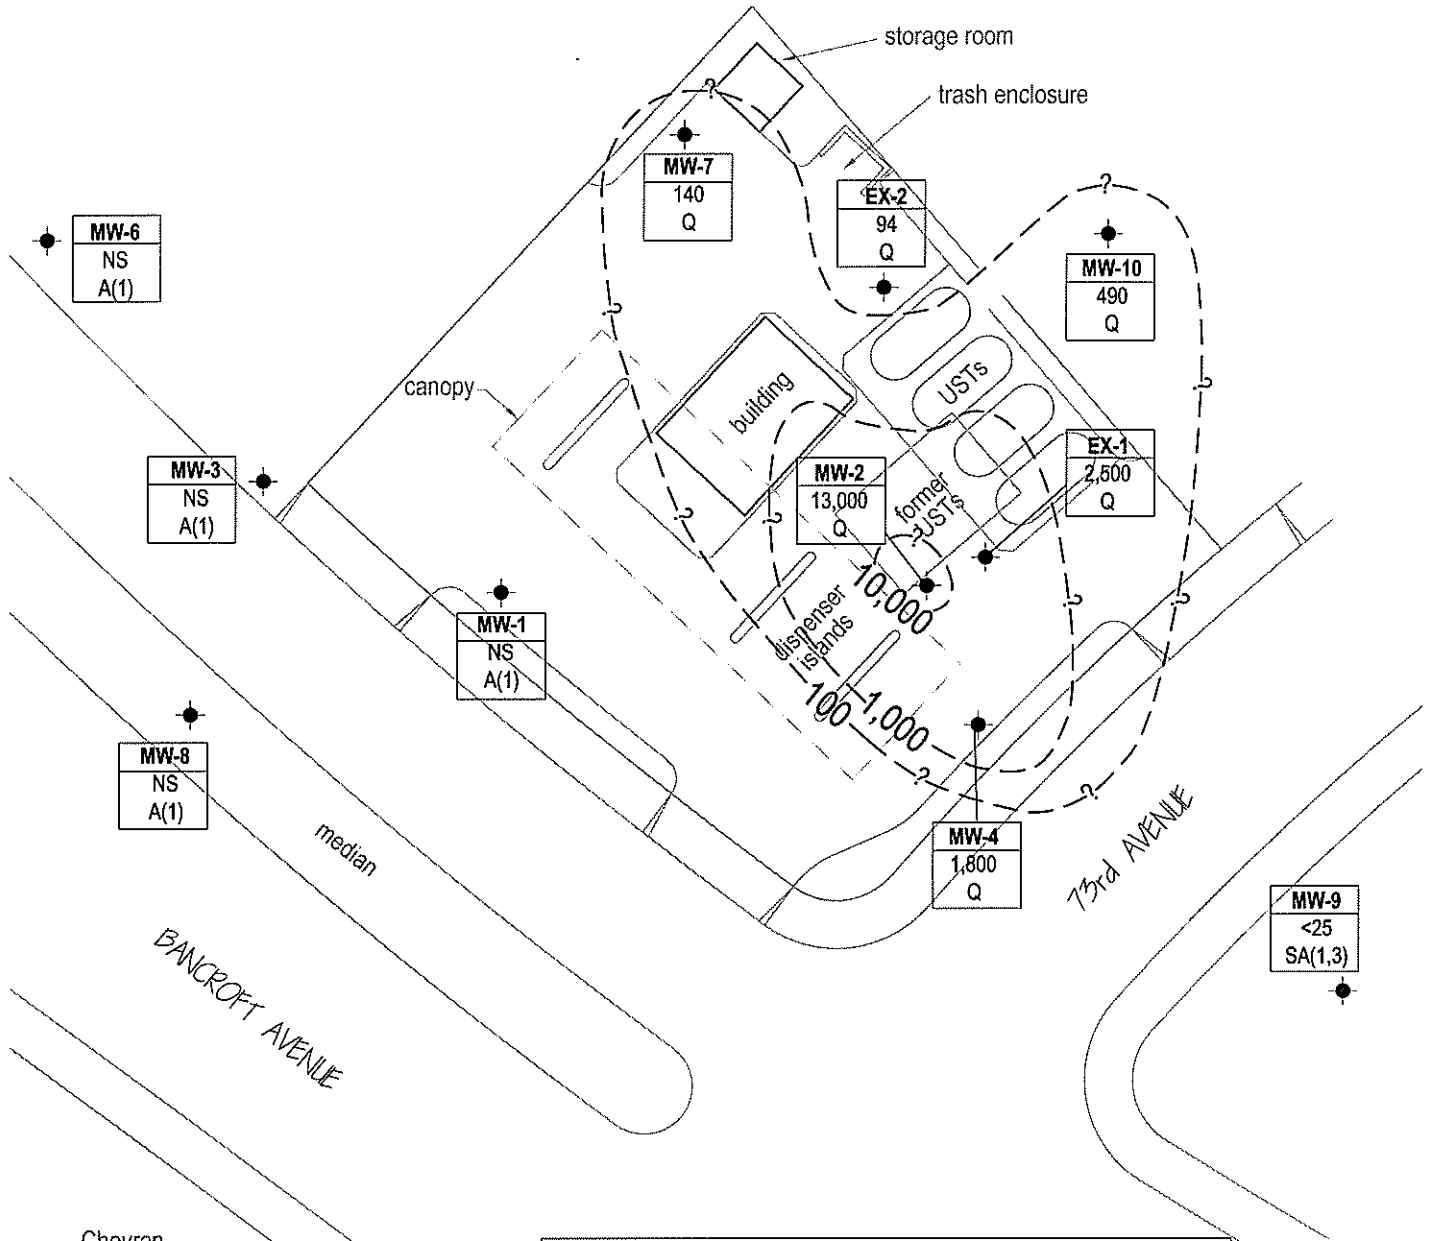 storage room
trash enclosure
?
MW-7
140
Q
EX-2
94
Q
?
MW-6
NS
A(1)
MW-10
490
Q
?
canopy
building
USTs
?
MW-3
NS
A(1)
MW-2
13,000
Q
former
USTs
EX-1
2,500
Q
?
?
?
MW-1
NS
A(1)
10,000
dispenser
islands
?
?
100
1,000
?
?
MW-8
NS
A(1)
median
MW-4
1,800
Q
73rd AVENUE
MW-9
<25
SA(1,3)
BANCROFT AVENUE
Chevron